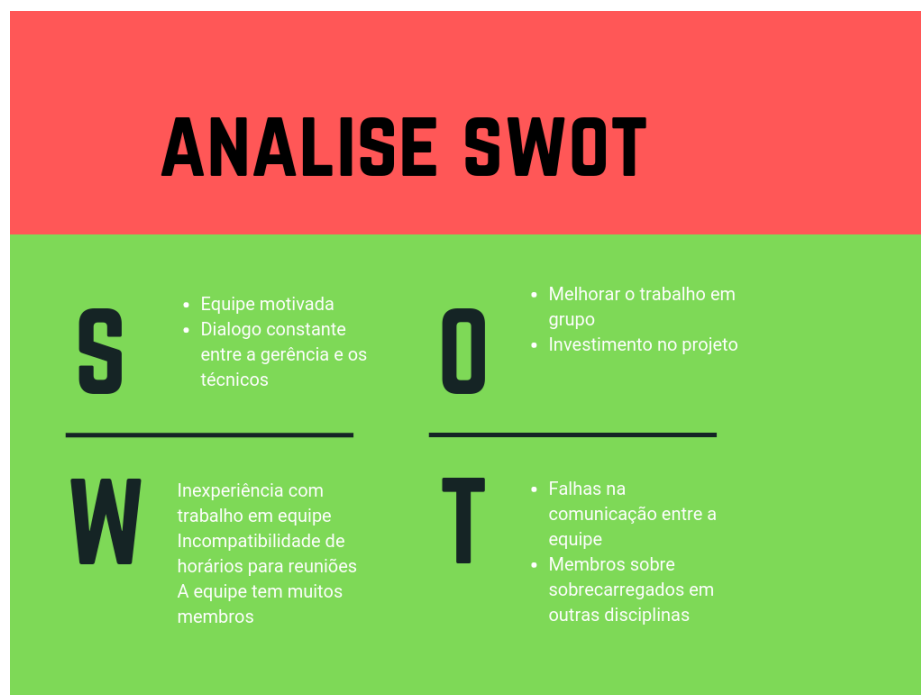 ANALISE SWOT
S
• Equipe motivada
• Dialogo constante
entre a gerência e os
técnicos
O
• Melhorar o trabalho em
grupo
• Investimento no projeto
W
Inexperiência com
trabalho em equipe
Incompatibilidade de
horários para reuniões
A equipe tem muitos
membros
T
• Falhas na
comunicação entre a
equipe
• Membros sobre
sobrecarregados em
outras disciplinas